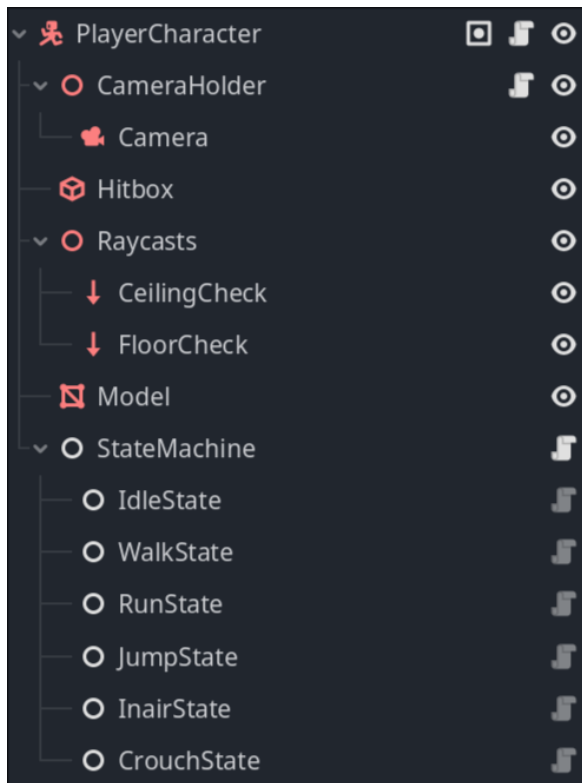 PlayerCharacter
CameraHolder
Camera
Hitbox
Raycasts
CeilingCheck
FloorCheck
Model
StateMachine
IdleState
WalkState
RunState
JumpState
InairState
CrouchState